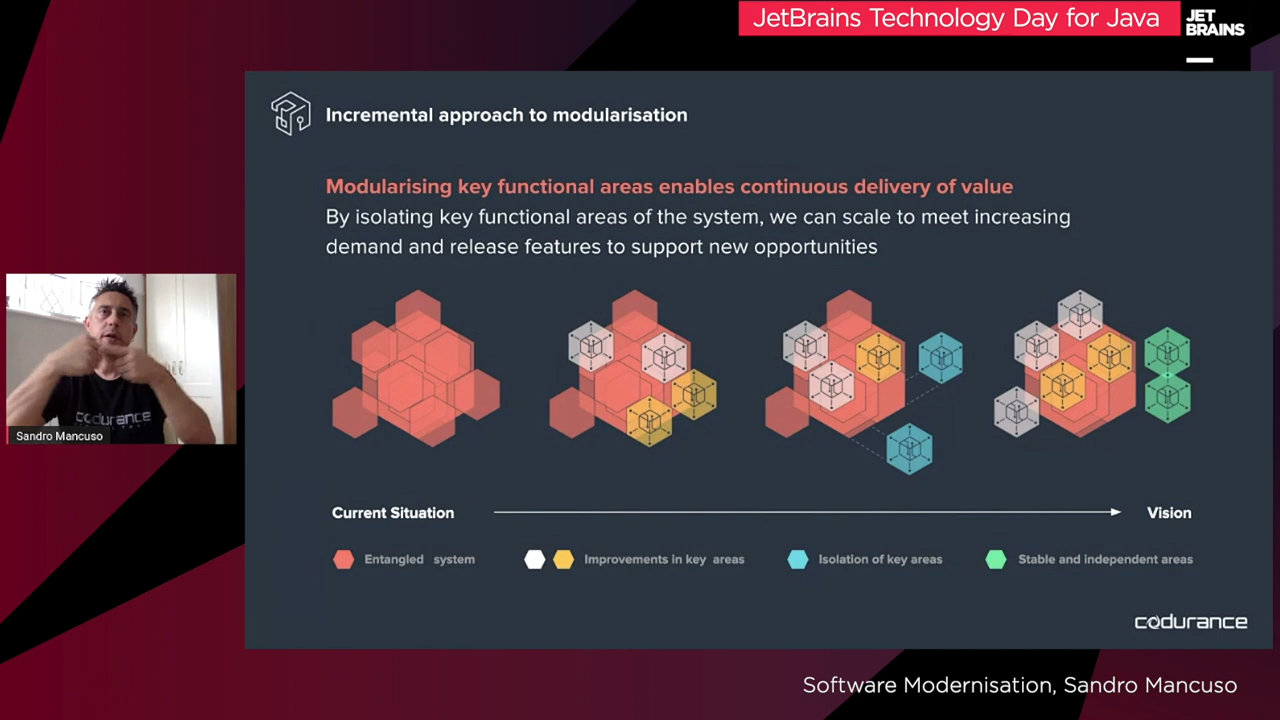 JetBrains Technology Day for Java
JET
BRAINS
Incremental approach to modularisation
Modularising key functional areas enables continuous delivery of value
By isolating key functional areas of the system, we can scale to meet increasing
demand and release features to support new opportunities
codurance
Sandro Mancuso
Current Situation
Vision
Entangled system
Improvements in key areas
Isolation of key areas
Stable and independent areas
codurance
Software Modernisation, Sandro Mancuso